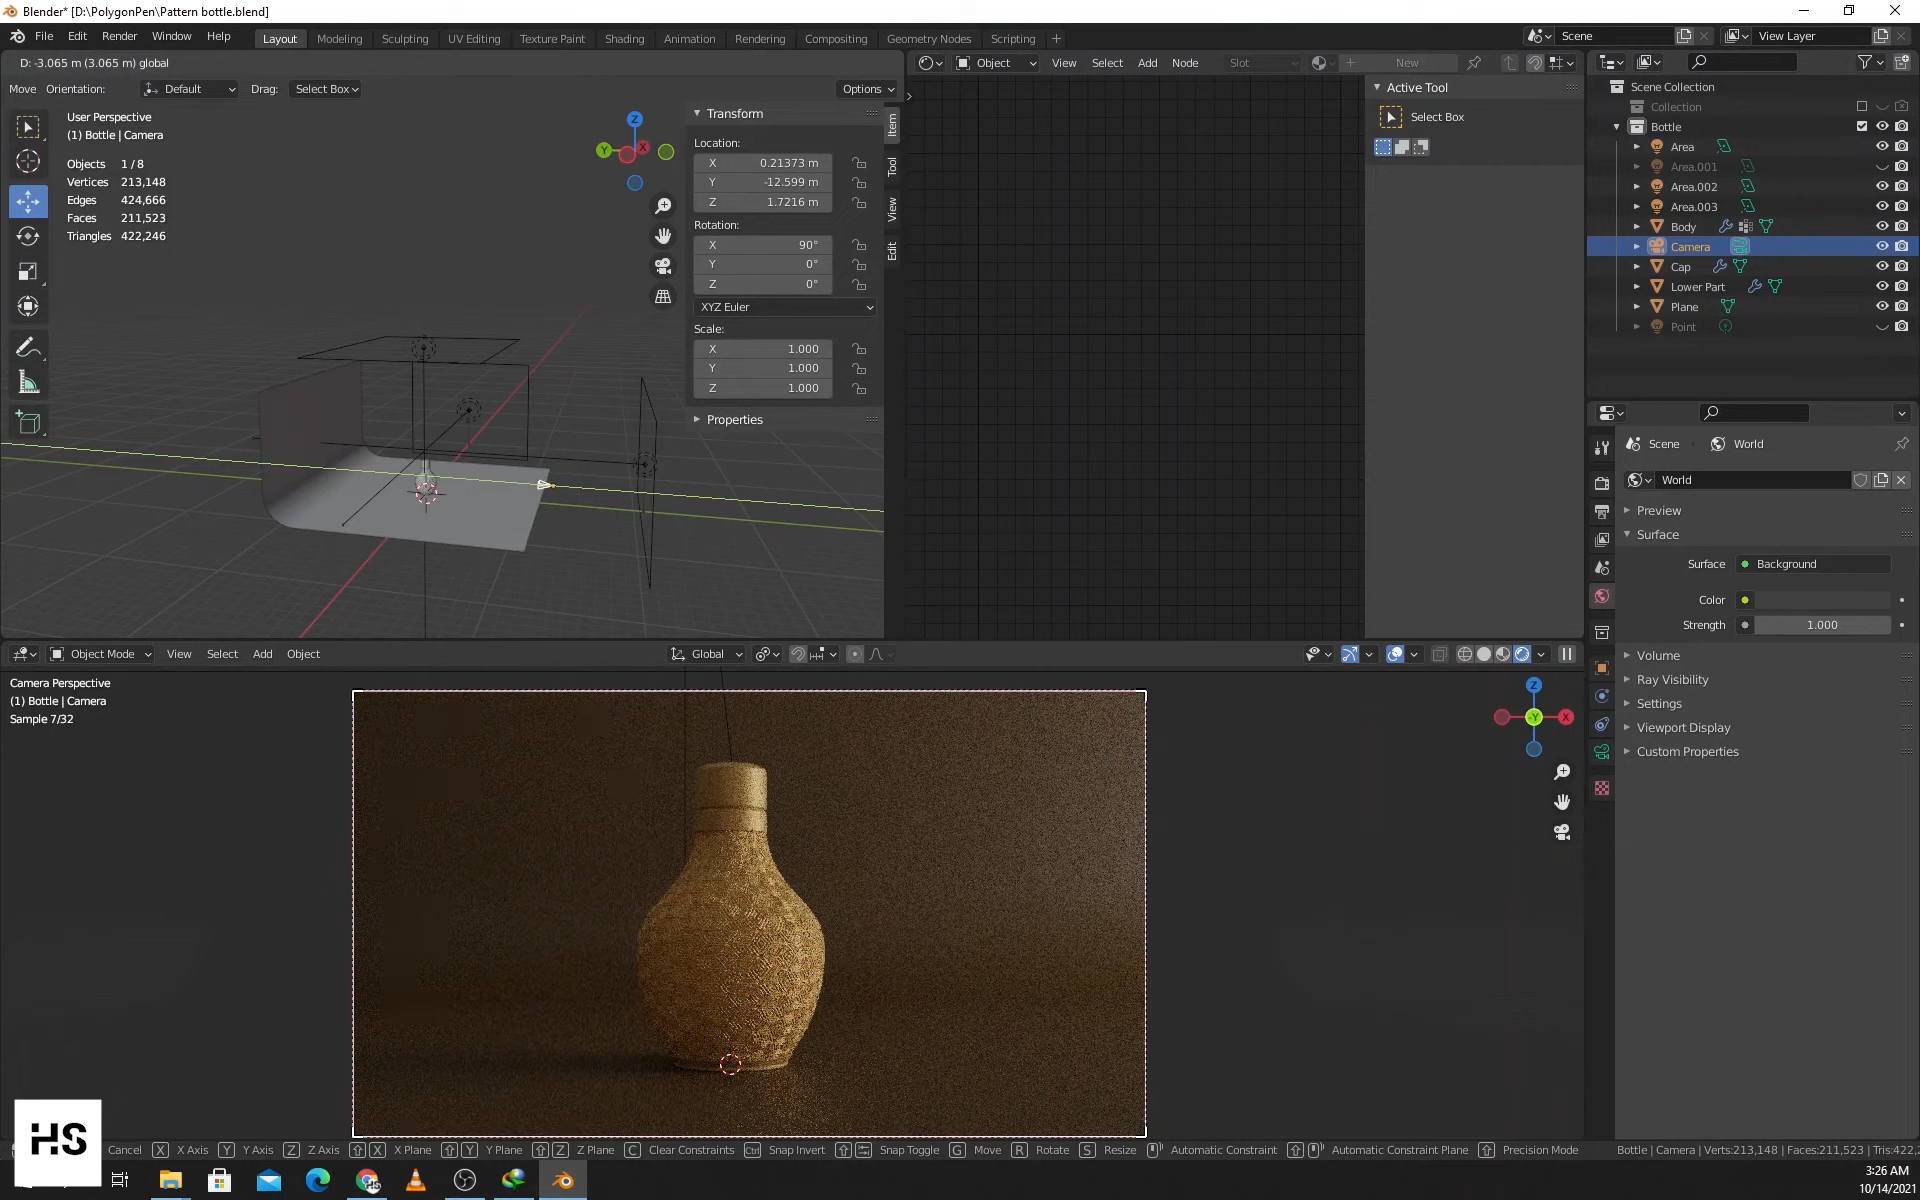 Blender* [D:\PolygonPen\Pattern bottle.blend]
File Edit Render Window Help Layout Modeling Sculpting UV Editing Texture Paint Shading Animation Rendering Compositing Geometry Nodes Scripting + Scene View Layer
D: -3.065 m (3.065 m) global
Object View Select Add Node Slot New
Move Orientation: Default Drag: Select Box Options
User Perspective
(1) Bottle | Camera
Objects 1 / 8
Vertices 213,148
Edges 424,666
Faces 211,523
Triangles 422,246
Z
Y
X
Transform
Location:
X 0.21373 m
Y -12.599 m
Z 1.7216 m
Rotation:
X 90°
Y 0°
Z 0°
XYZ Euler
Scale:
X 1.000
Y 1.000
Z 1.000
Properties
Item
Tool
View
Edit
Active Tool
Select Box
Scene Collection
Collection
Bottle
Area
Area.001
Area.002
Area.003
Body
Camera
Cap
Lower Part
Plane
Point
Scene World
World
Preview
Surface
Surface Background
Color
Strength 1.000
Volume
Ray Visibility
Settings
Viewport Display
Custom Properties
Object Mode View Select Add Object Global
Camera Perspective
(1) Bottle | Camera
Sample 7/32
Z
-Y
X
HS
Cancel X X Axis Y Y Axis Z Z Axis X X Plane Y Y Plane Z Z Plane C Clear Constraints Ctrl Snap Invert Snap Toggle G Move R Rotate S Resize Automatic Constraint Automatic Constraint Plane Precision Mode Bottle | Camera | Verts:213,148 | Faces:211,523 | Tris:422,2
3:26 AM
10/14/2021